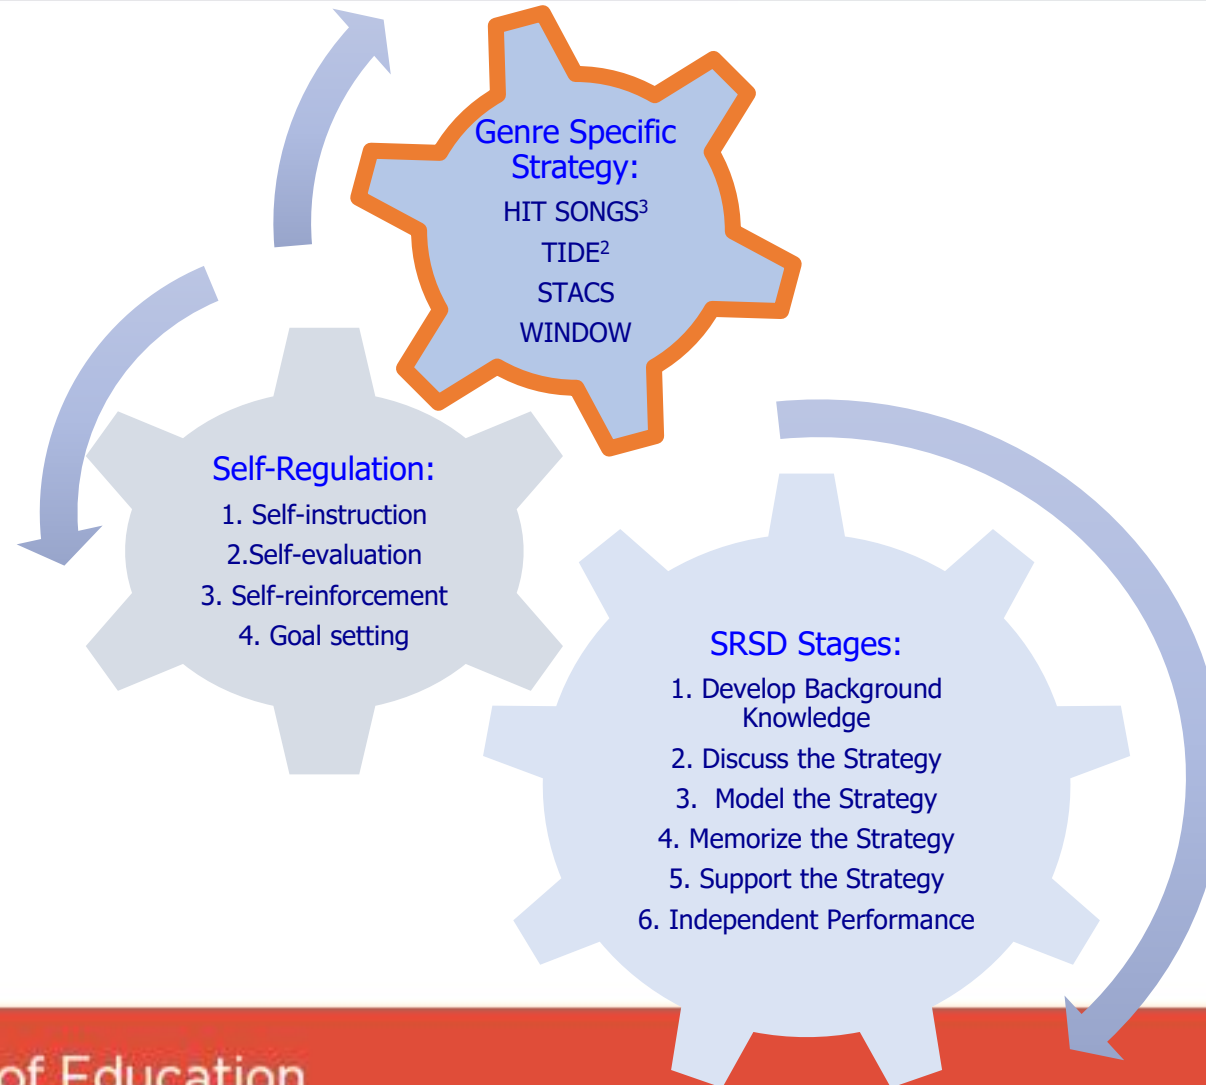 Genre Specific
Strategy:
HIT SONGS³
TIDE²
STACS
WINDOW
Self-Regulation:
1. Self-instruction
2.Self-evaluation
3. Self-reinforcement
4. Goal setting
SRSD Stages:
1. Develop Background
Knowledge
2. Discuss the Strategy
3. Model the Strategy
4. Memorize the Strategy
5. Support the Strategy
6. Independent Performance
of Education